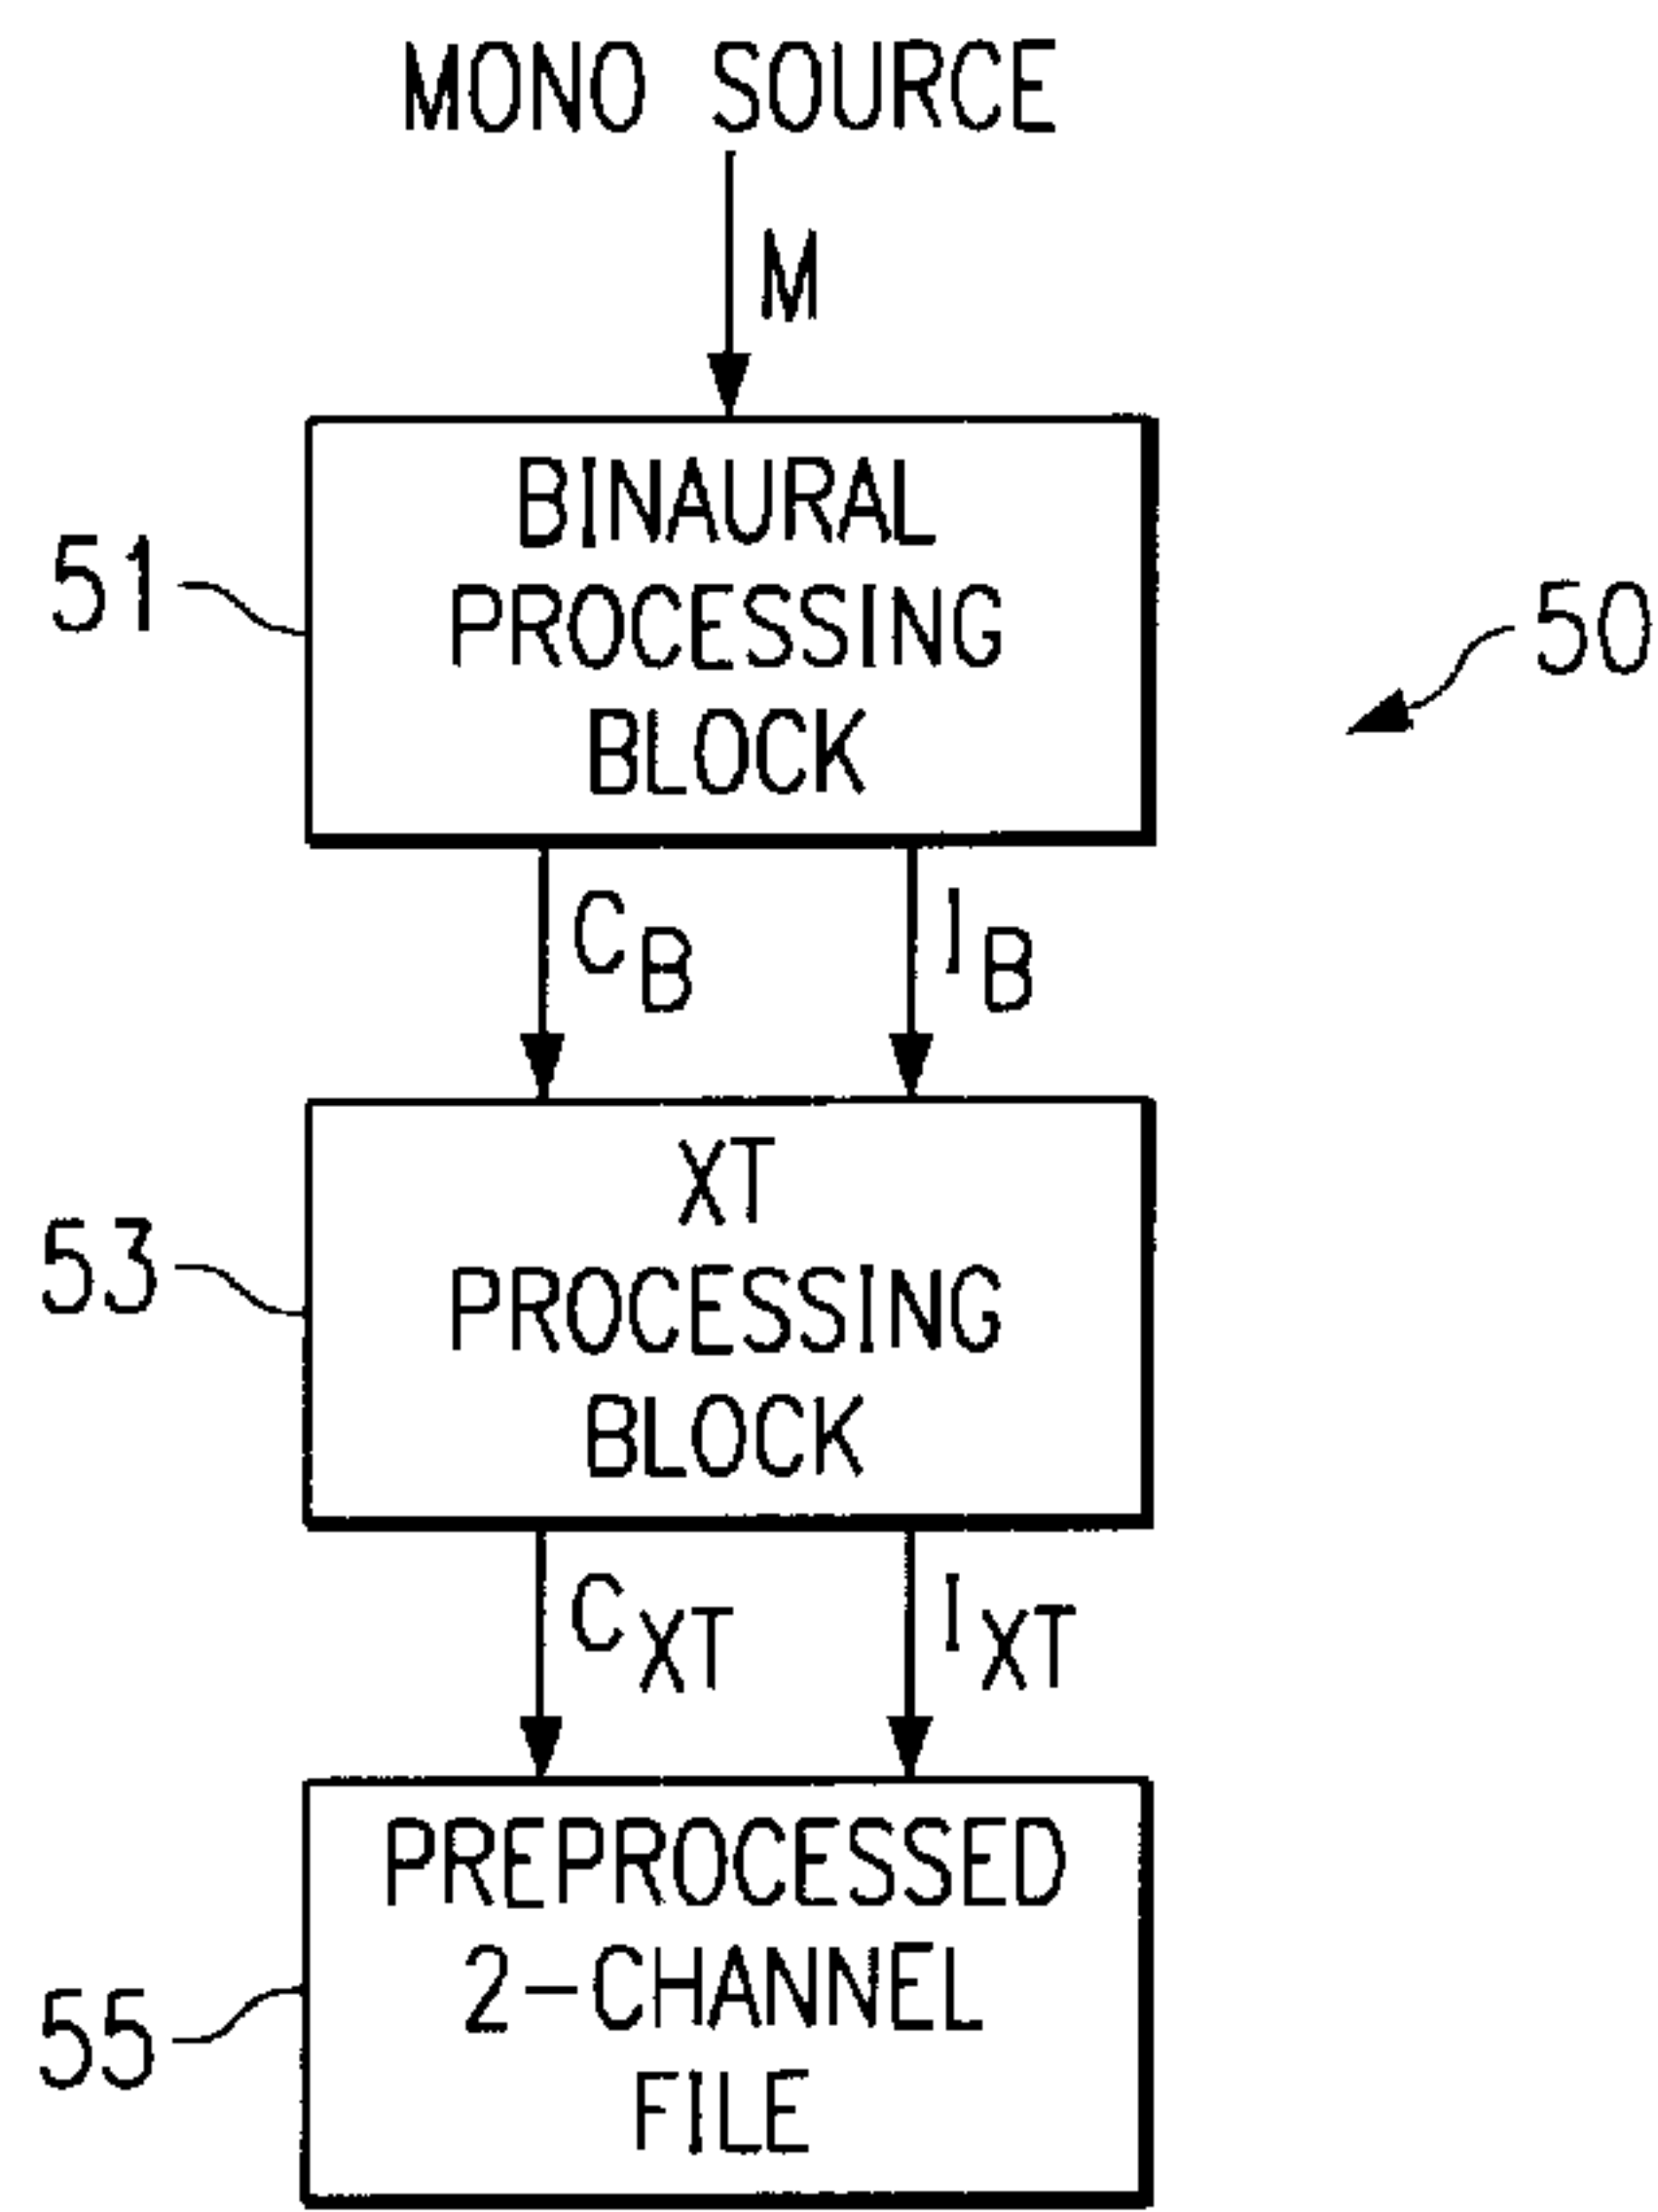 MONO SOURCE
M
BINAURAL
PROCESSING
BLOCK
51
50
C_B
I_B
XT
PROCESSING
BLOCK
53
C_XT
I_XT
PREPROCESSED
2-CHANNEL
FILE
55